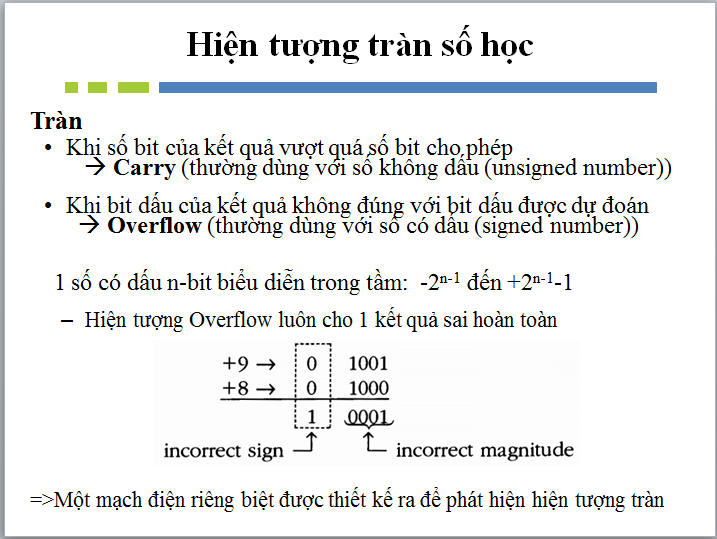 Hiện tượng tràn số học
Tràn
• Khi số bit của kết quả vượt quá số bit cho phép
→ Carry (thường dùng với số không dấu (unsigned number))
• Khi bit dấu của kết quả không đúng với bit dấu được dự đoán
→ Overflow (thường dùng với số có dấu (signed number))
1 số có dấu n-bit biểu diễn trong tầm: -2ⁿ⁻¹ đến +2ⁿ⁻¹-1
– Hiện tượng Overflow luôn cho 1 kết quả sai hoàn toàn
+9 → 0 1001
+8 → 0 1000
1 0001
incorrect sign incorrect magnitude
=>Một mạch điện riêng biệt được thiết kế ra để phát hiện hiện tượng tràn